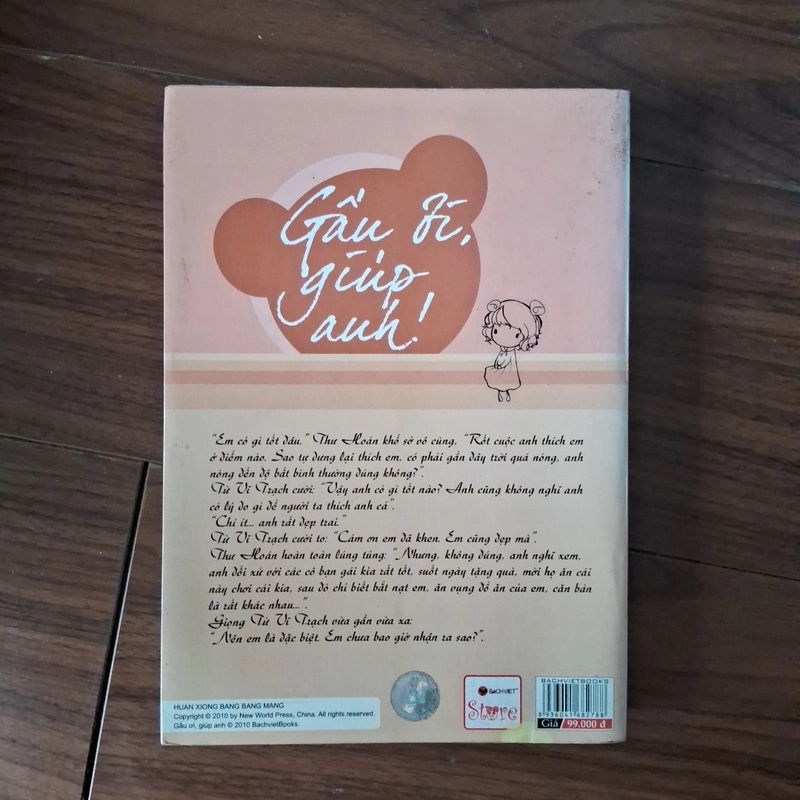 Gấu ơi,
giúp
anh!
"Em có gì tốt đâu." Thư Hoán khổ sở vô cùng, "Rốt cuộc anh thích em
ở điểm nào. Sao tự dưng lại thích em, có phải gần đây trời quá nóng, anh
nóng đến độ bất bình thường đúng không?".
Từ Vĩ Trạch cười: "Vậy anh có gì tốt nào? Anh cũng không nghĩ anh
có lý do gì để người ta thích anh cả".
"Chí ít... anh rất đẹp trai."
Từ Vĩ Trạch cười to: "Cám ơn em đã khen. Em cũng đẹp mà".
Thư Hoán hoàn toàn lúng túng: "Nhưng, không đúng, anh nghĩ xem,
anh đối xử với các cô bạn gái kia rất tốt, suốt ngày tặng quà, mời họ ăn cái
này chơi cái kia, sau đó chỉ biết bắt nạt em, ăn vụng đồ ăn của em, căn bản
là rất khác nhau...".
Giọng Từ Vĩ Trạch vừa gần vừa xa:
"Nên em là đặc biệt. Em chưa bao giờ nhận ra sao?".
HUAN XIONG BANG BANG MANG
Copyright © 2010 by New World Press, China. All rights reserved.
Gấu ơi, giúp anh © 2010 BachvietBooks.
BACHVIET
Store
BACHVIETBOOKS
8 936041 682788
Giá 99.000 đ